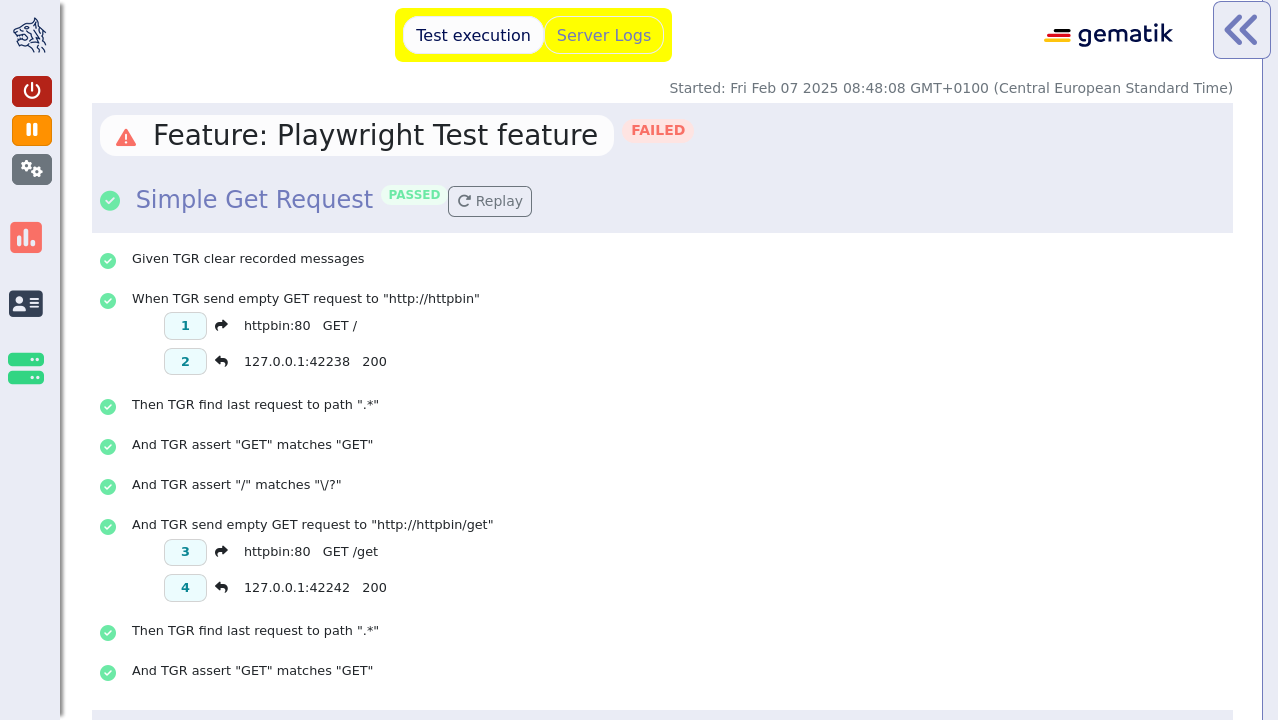 Test execution Server Logs
gematik
Started: Fri Feb 07 2025 08:48:08 GMT+0100 (Central European Standard Time)
Feature: Playwright Test feature FAILED
Simple Get Request PASSED Replay
Given TGR clear recorded messages
When TGR send empty GET request to "http://httpbin"
1 httpbin:80 GET /
2 127.0.0.1:42238 200
Then TGR find last request to path ".*"
And TGR assert "GET" matches "GET"
And TGR assert "/" matches "\/?"
And TGR send empty GET request to "http://httpbin/get"
3 httpbin:80 GET /get
4 127.0.0.1:42242 200
Then TGR find last request to path ".*"
And TGR assert "GET" matches "GET"